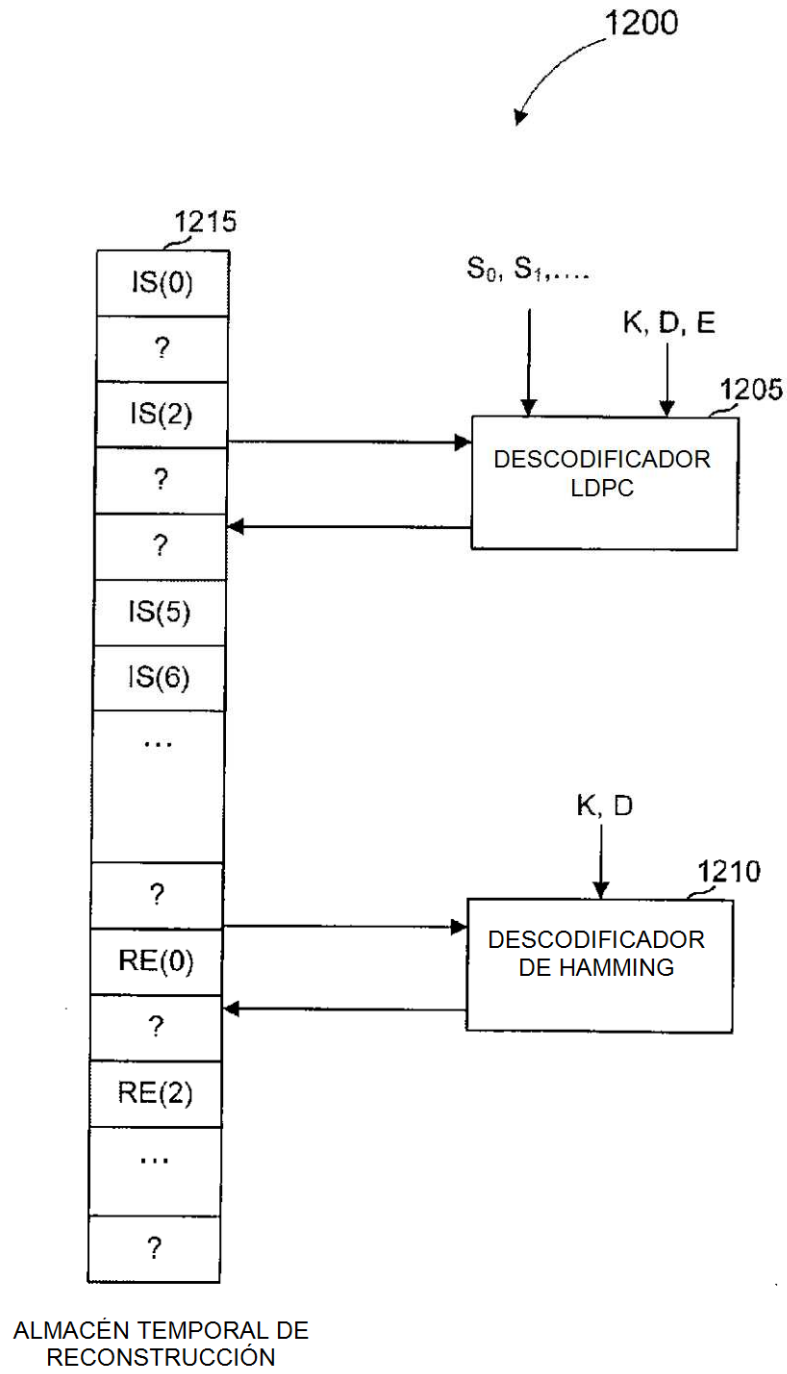 1200
1215
IS(0)
?
IS(2)
?
?
IS(5)
IS(6)
...
?
RE(0)
?
RE(2)
...
?
ALMACÉN TEMPORAL DE
RECONSTRUCCIÓN
S₀, S₁,....
K, D, E
1205
DESCODIFICADOR
LDPC
K, D
1210
DESCODIFICADOR
DE HAMMING